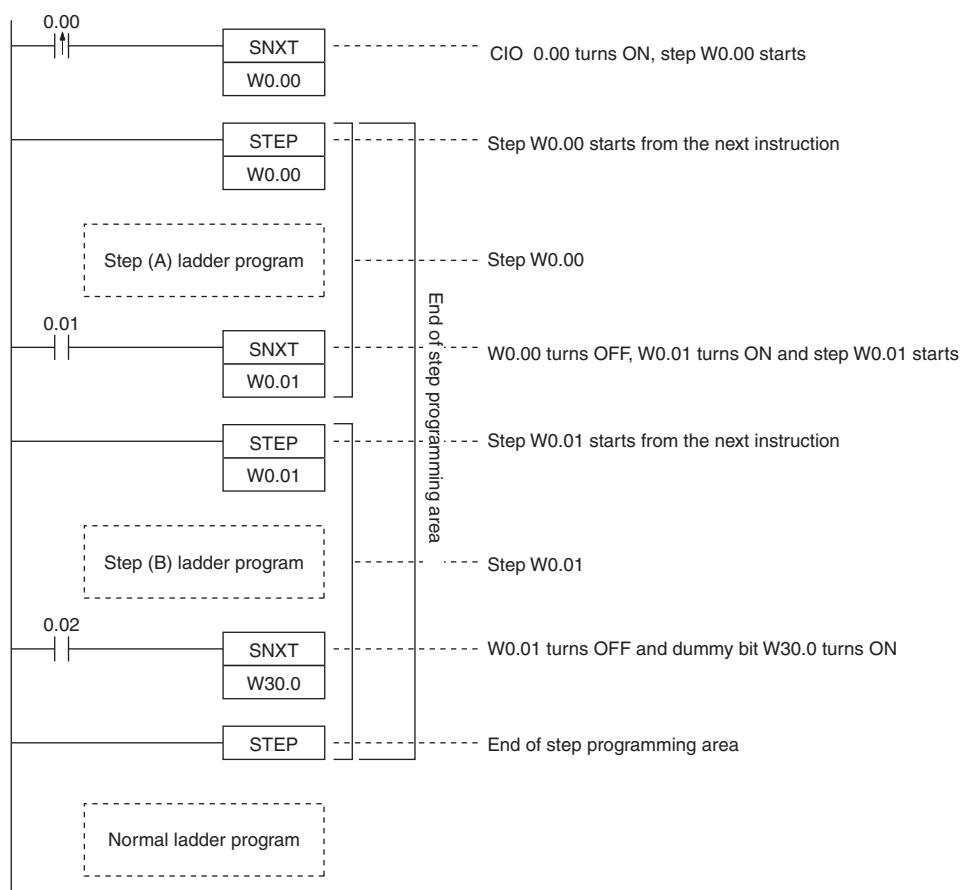 0.00
SNXT
W0.00
CIO 0.00 turns ON, step W0.00 starts
STEP
W0.00
Step W0.00 starts from the next instruction
Step (A) ladder program
Step W0.00
End of step programming area
0.01
SNXT
W0.01
W0.00 turns OFF, W0.01 turns ON and step W0.01 starts
STEP
W0.01
Step W0.01 starts from the next instruction
Step (B) ladder program
Step W0.01
0.02
SNXT
W30.0
W0.01 turns OFF and dummy bit W30.0 turns ON
STEP
End of step programming area
Normal ladder program